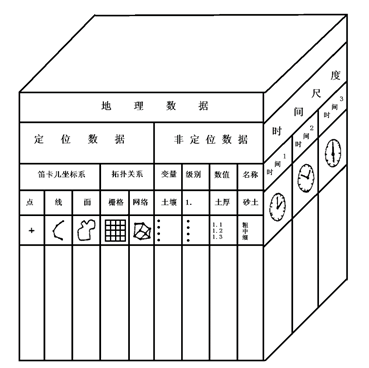 地理数据
定位数据 非定位数据
笛卡儿坐标系 拓扑关系 变量 级别 数值 名称
点 线 面 栅格 网络 土壤 1. 土厚 砂土
1.1
1.2
1.5
粗
中
细
时间尺度
时间1
时间2
时间3